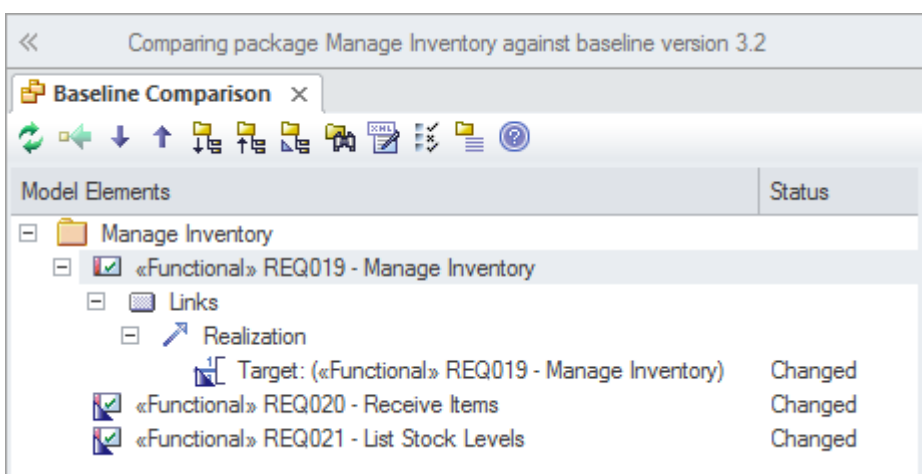 Comparing package Manage Inventory against baseline version 3.2
Baseline Comparison
Model Elements Status
Manage Inventory
«Functional» REQ019 - Manage Inventory
Links
Realization
Target: («Functional» REQ019 - Manage Inventory) Changed
«Functional» REQ020 - Receive Items Changed
«Functional» REQ021 - List Stock Levels Changed